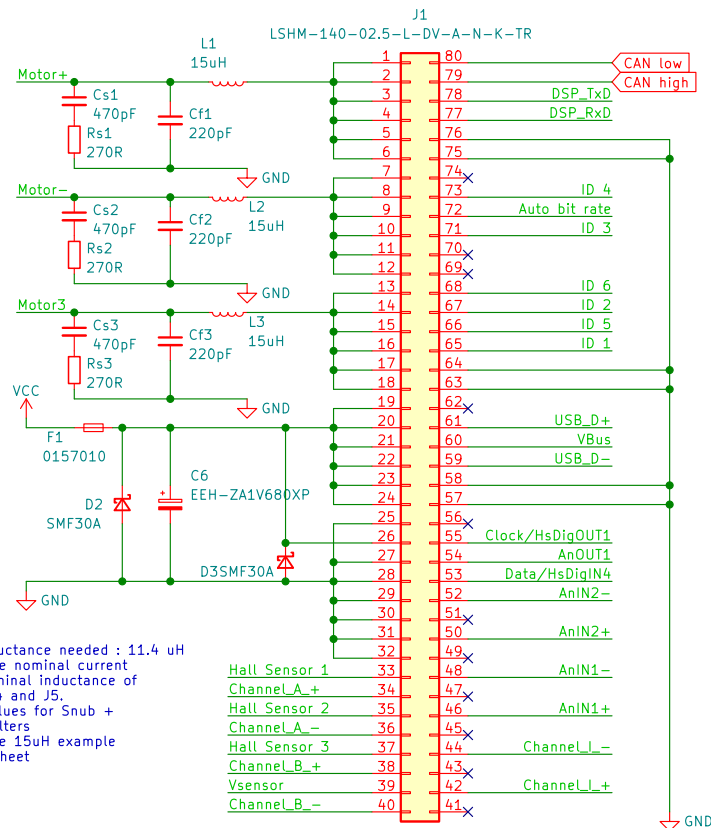 J1
LSHM-140-02.5-L-DV-A-N-K-TR
L1
15uH
Motor+
Cs1
470pF
Rs1
270R
Cf1
220pF
GND
Motor-
Cs2
470pF
Rs2
270R
Cf2
220pF
L2
15uH
GND
Motor3
Cs3
470pF
Rs3
270R
Cf3
220pF
L3
15uH
GND
VCC
F1
0157010
D2
SMF30A
C6
EEH-ZA1V680XP
D3SMF30A
GND
uctance needed : 11.4 uH
e nominal current
inal inductance of
and J5.
lues for Snub +
lters
e 15uH example
heet
Hall Sensor 1
Channel_A_+
Hall Sensor 2
Channel_A_-
Hall Sensor 3
Channel_B_+
Vsensor
Channel_B_-
1 80
2 79
3 78
4 77
5 76
6 75
7 74
8 73
9 72
10 71
11 70
12 69
13 68
14 67
15 66
16 65
17 64
18 63
19 62
20 61
21 60
22 59
23 58
24 57
25 56
26 55
27 54
28 53
29 52
30 51
31 50
32 49
33 48
34 47
35 46
36 45
37 44
38 43
39 42
40 41
CAN low
CAN high
DSP_TxD
DSP_RxD
ID 4
Auto bit rate
ID 3
ID 6
ID 2
ID 5
ID 1
USB_D+
VBus
USB_D-
Clock/HsDigOUT1
AnOUT1
Data/HsDigIN4
AnIN2-
AnIN2+
AnIN1-
AnIN1+
Channel_I_-
Channel_I_+
GND